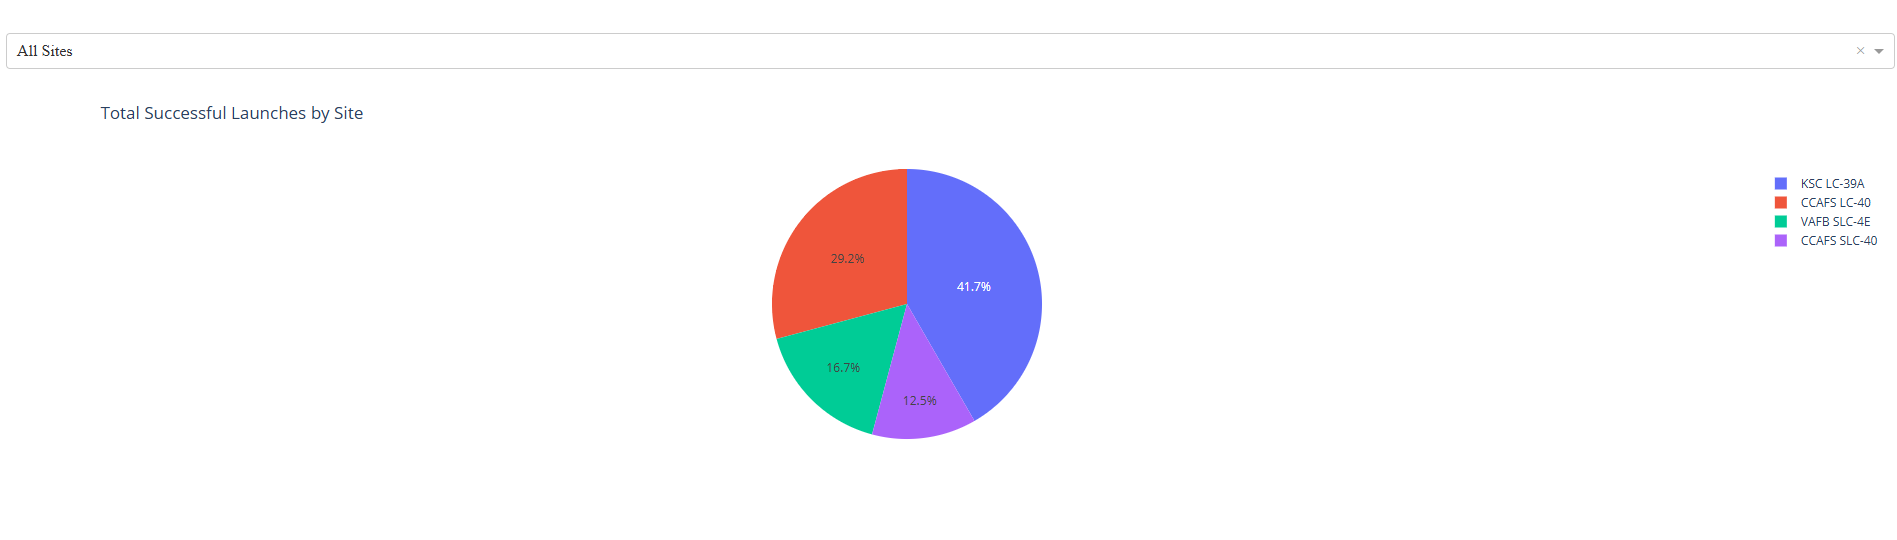 All Sites
Total Successful Launches by Site
KSC LC-39A
CCAFS LC-40
VAFB SLC-4E
CCAFS SLC-40
29.2%
41.7%
16.7%
12.5%